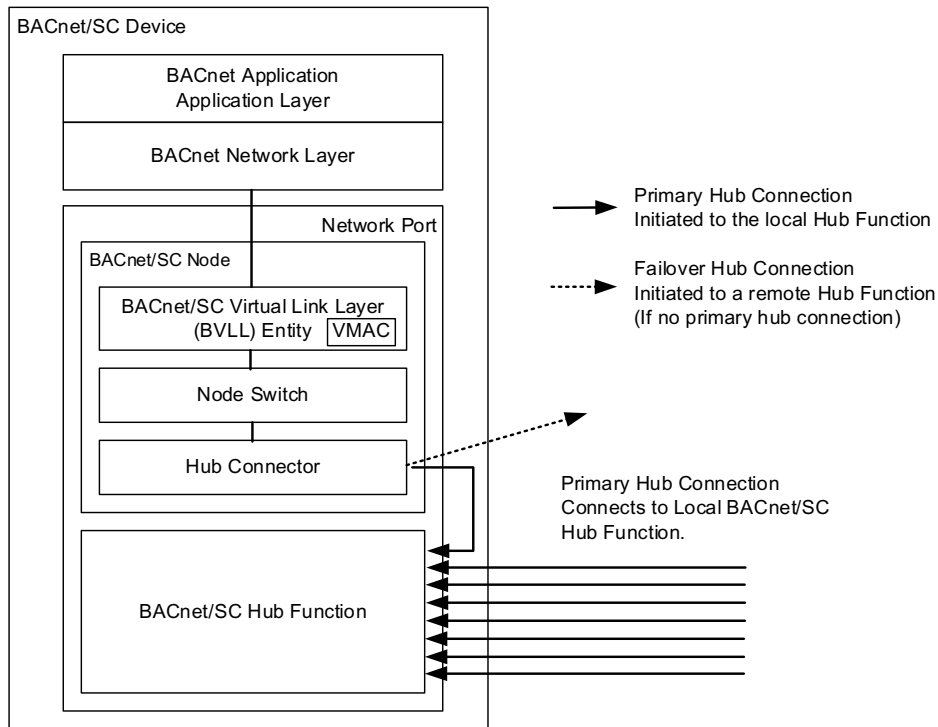 BACnet/SC Device
BACnet Application
Application Layer
BACnet Network Layer
Network Port
BACnet/SC Node
BACnet/SC Virtual Link Layer
(BVLL) Entity
VMAC
Node Switch
Hub Connector
BACnet/SC Hub Function
Primary Hub Connection
Initiated to the local Hub Function
Failover Hub Connection
Initiated to a remote Hub Function
(If no primary hub connection)
Primary Hub Connection
Connects to Local BACnet/SC
Hub Function.